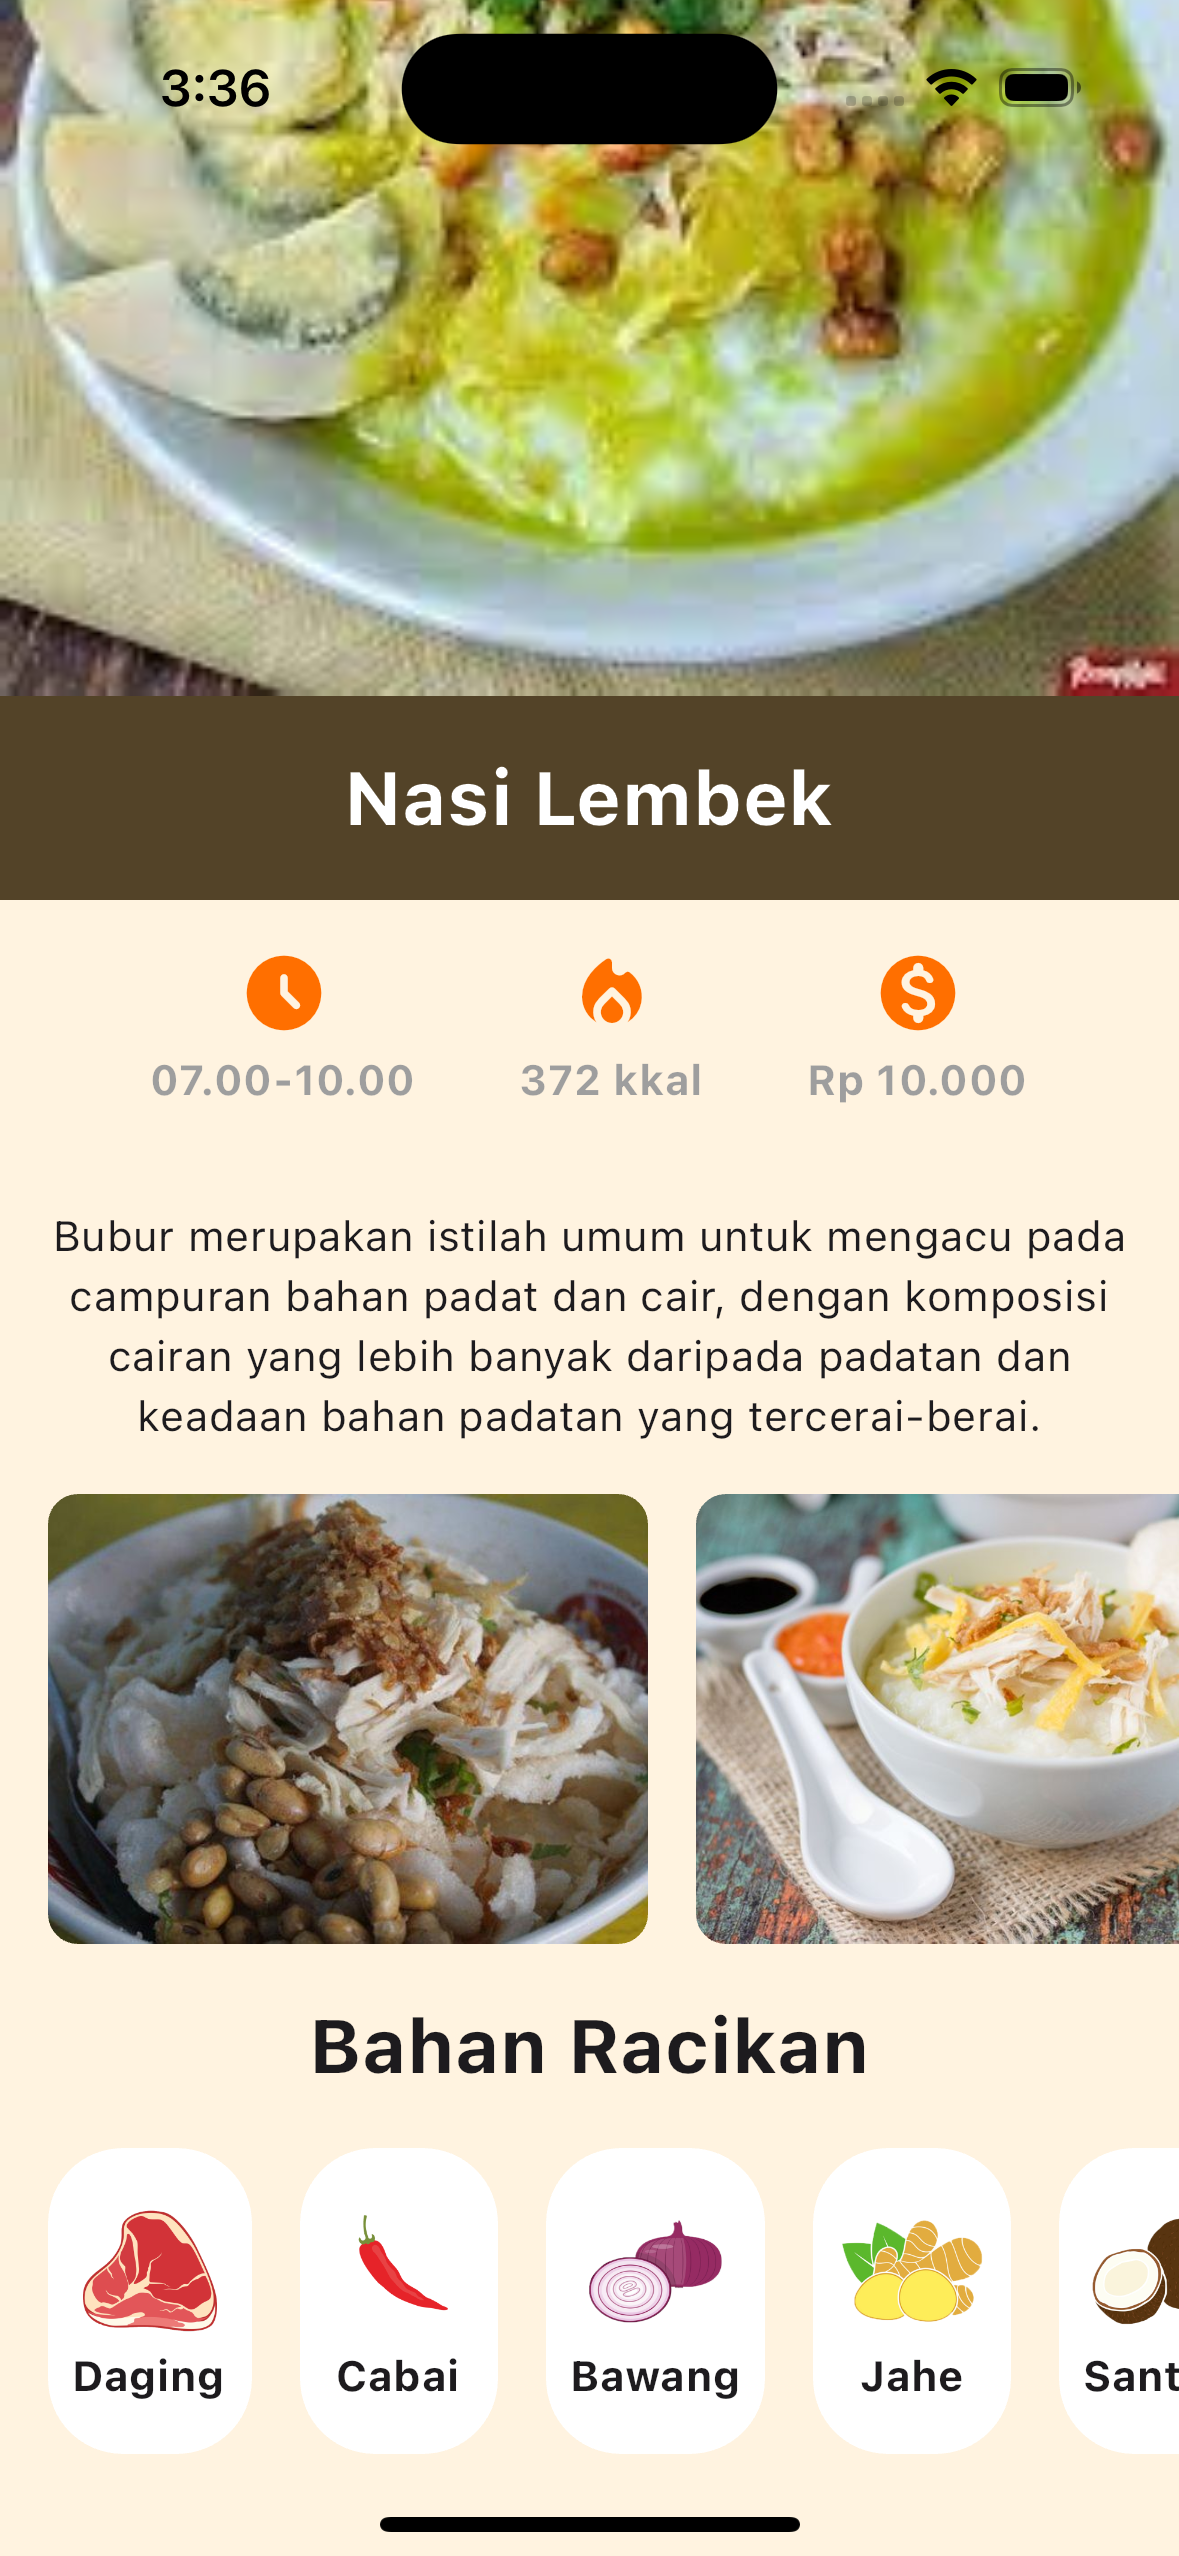 3:36
Nasi Lembek
07.00-10.00
372 kkal
Rp 10.000
Bubur merupakan istilah umum untuk mengacu pada
campuran bahan padat dan cair, dengan komposisi
cairan yang lebih banyak daripada padatan dan
keadaan bahan padatan yang tercerai-berai.
Bahan Racikan
Daging
Cabai
Bawang
Jahe
Sant